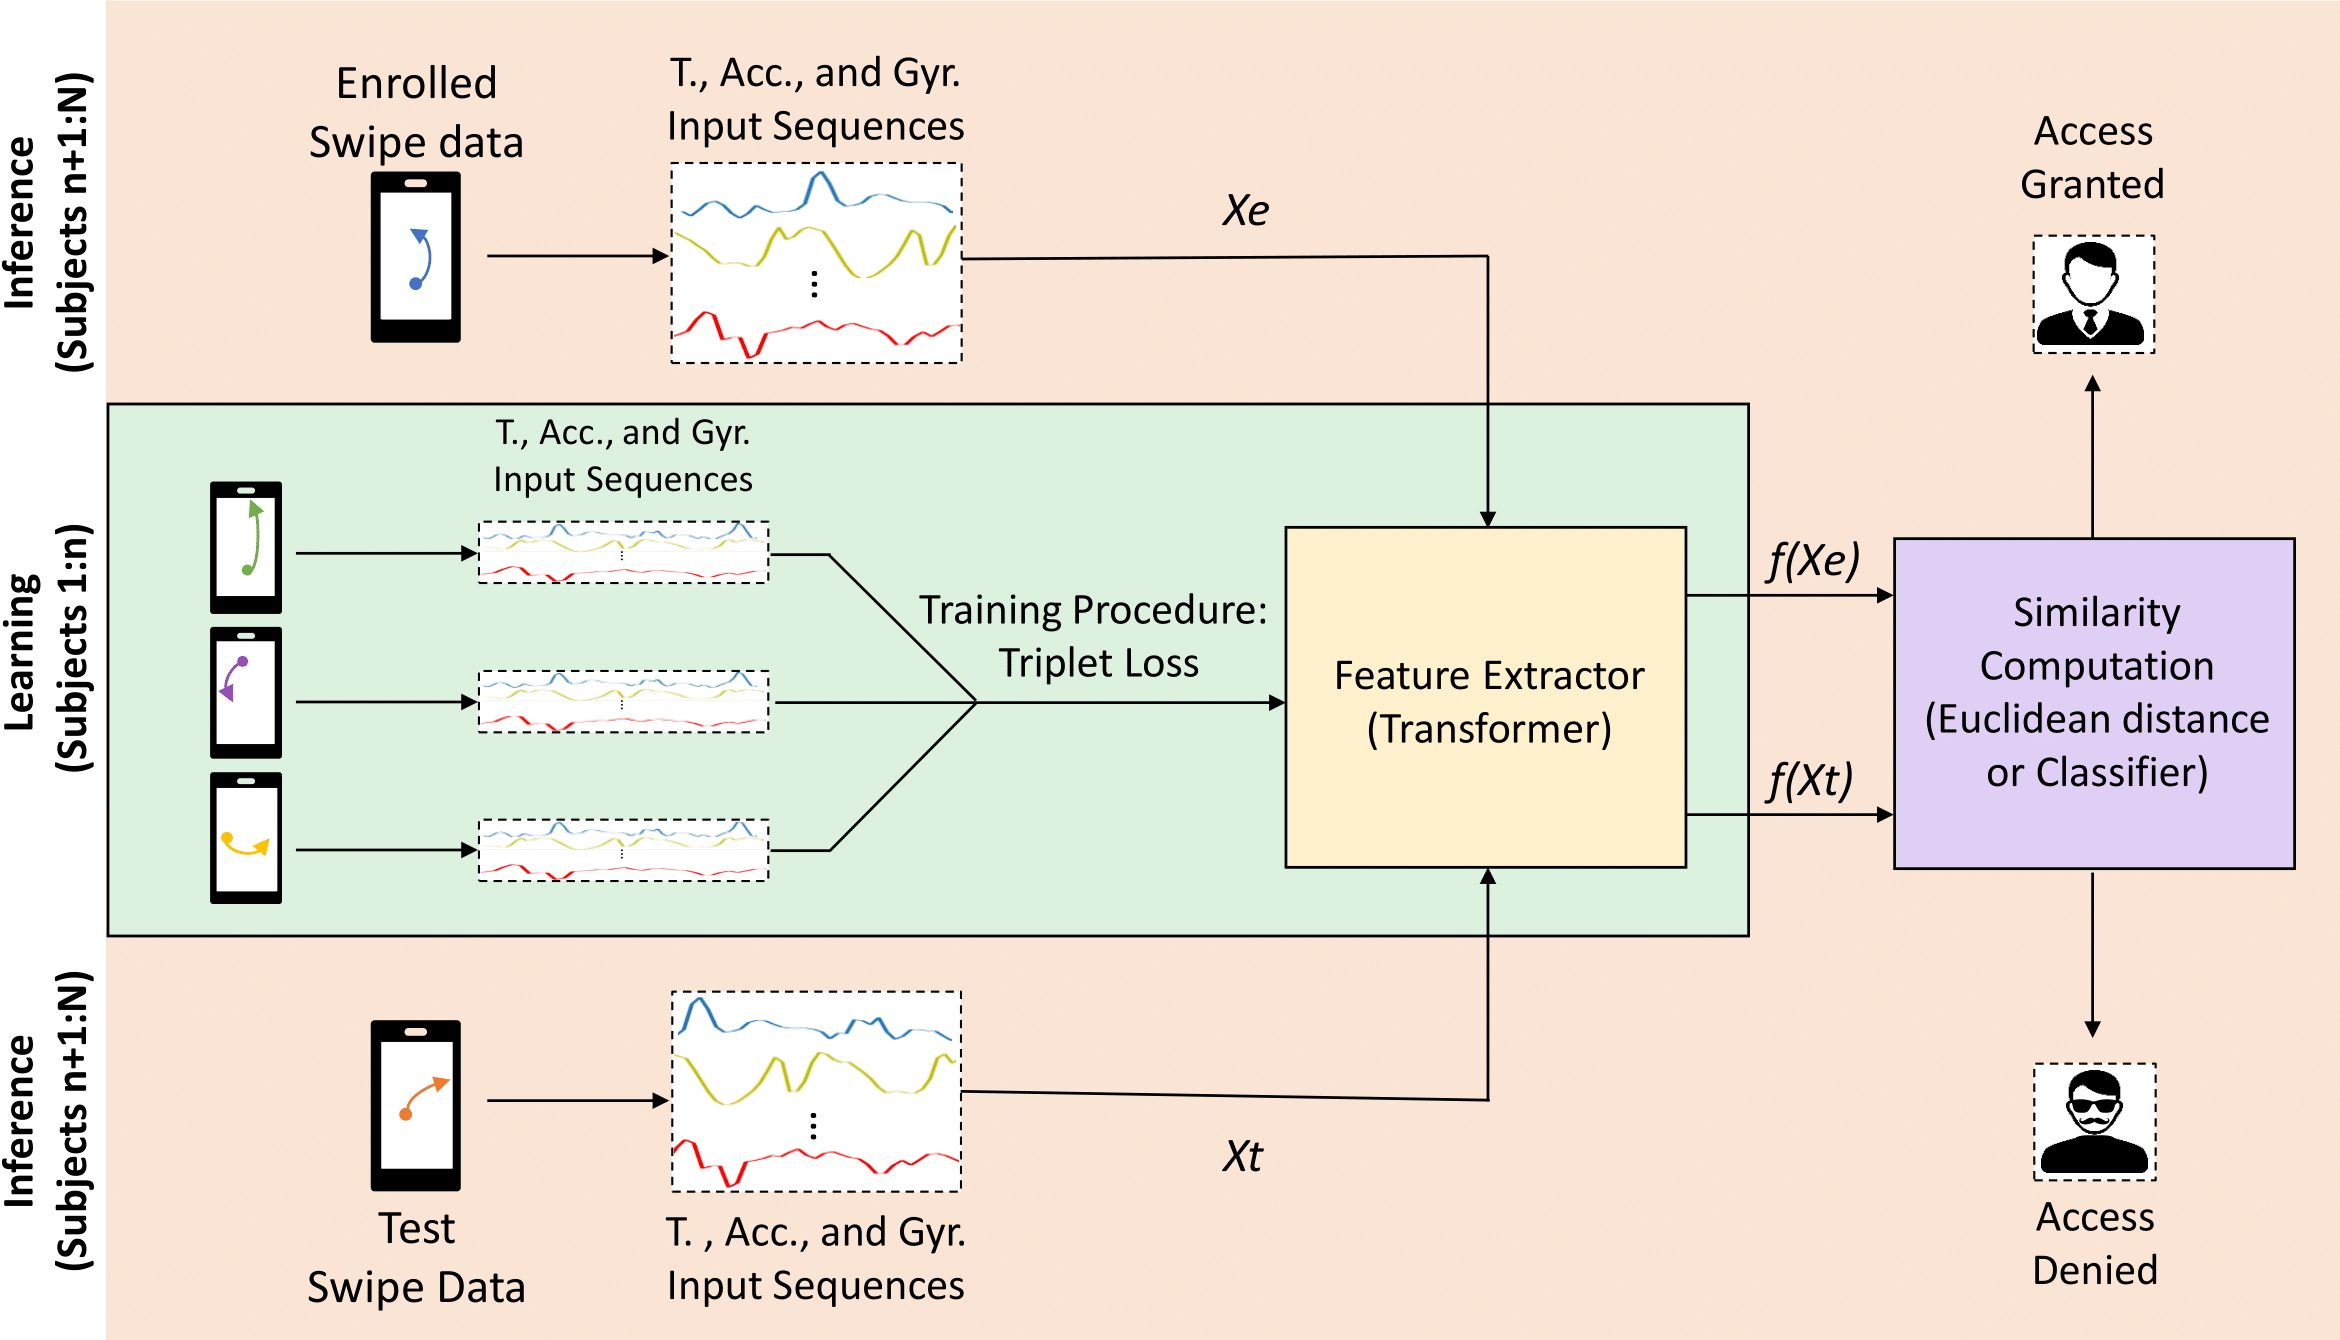 Inference
(Subjects n+1:N)
Enrolled
Swipe data
T., Acc., and Gyr.
Input Sequences
Xe
Access
Granted
Learning
(Subjects 1:n)
T., Acc., and Gyr.
Input Sequences
Training Procedure:
Triplet Loss
Feature Extractor
(Transformer)
f(Xe)
f(Xt)
Similarity
Computation
(Euclidean distance
or Classifier)
Inference
(Subjects n+1:N)
Test
Swipe Data
T. , Acc., and Gyr.
Input Sequences
Xt
Access
Denied